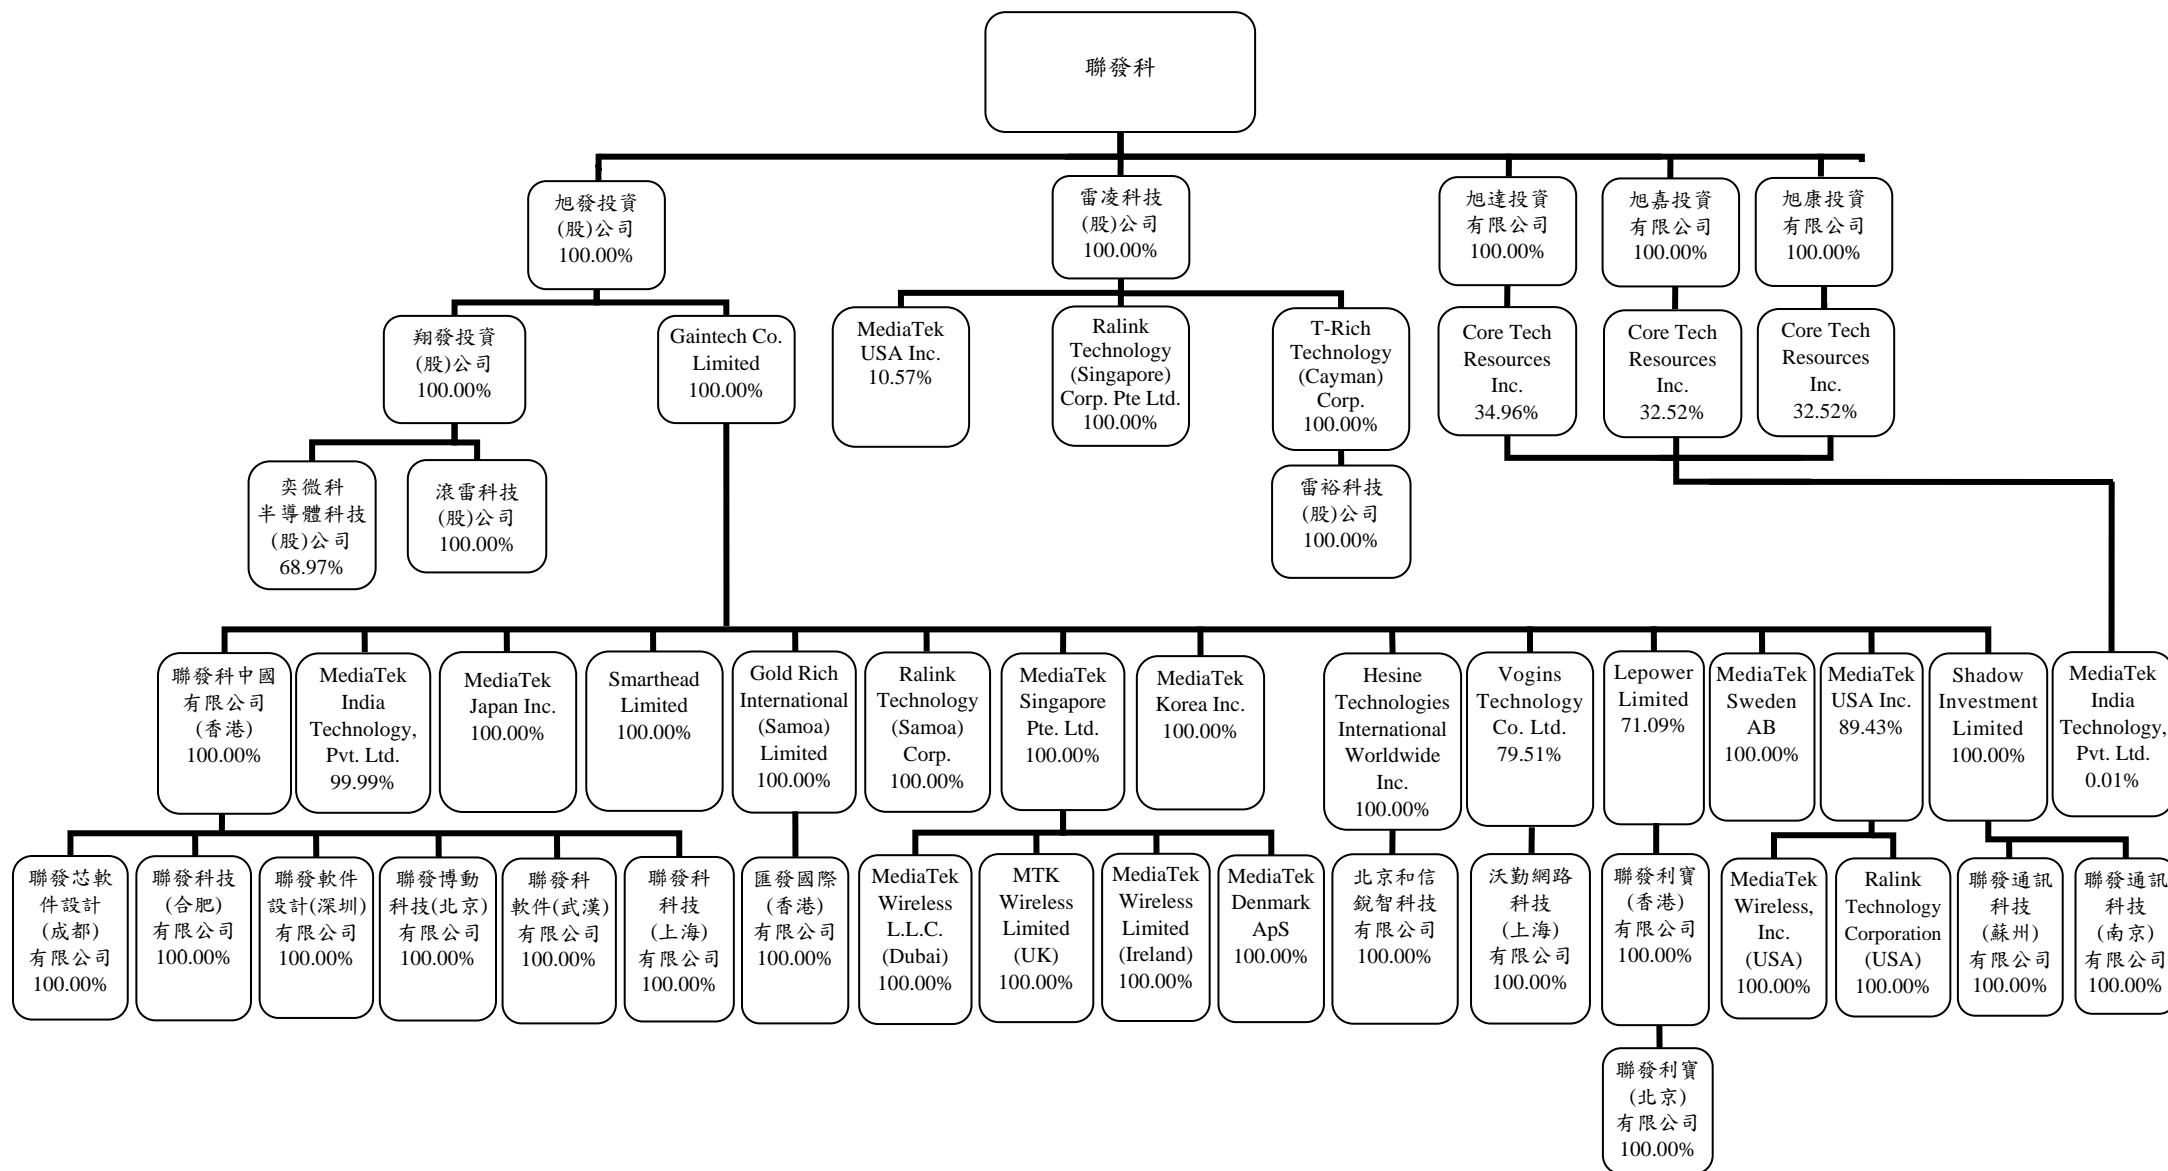 聯發科
旭發投資
(股)公司
100.00%
雷凌科技
(股)公司
100.00%
旭達投資
有限公司
100.00%
旭嘉投資
有限公司
100.00%
旭康投資
有限公司
100.00%
翔發投資
(股)公司
100.00%
Gaintech Co.
Limited
100.00%
MediaTek
USA Inc.
10.57%
Ralink
Technology
(Singapore)
Corp. Pte Ltd.
100.00%
T-Rich
Technology
(Cayman)
Corp.
100.00%
Core Tech
Resources
Inc.
34.96%
Core Tech
Resources
Inc.
32.52%
Core Tech
Resources
Inc.
32.52%
奕微科
半導體科技
(股)公司
68.97%
滾雷科技
(股)公司
100.00%
雷裕科技
(股)公司
100.00%
聯發科中國
有限公司
(香港)
100.00%
MediaTek
India
Technology,
Pvt. Ltd.
99.99%
MediaTek
Japan Inc.
100.00%
Smarthead
Limited
100.00%
Gold Rich
International
(Samoa)
Limited
100.00%
Ralink
Technology
(Samoa)
Corp.
100.00%
MediaTek
Singapore
Pte. Ltd.
100.00%
MediaTek
Korea Inc.
100.00%
Hesine
Technologies
International
Worldwide
Inc.
100.00%
Vogins
Technology
Co. Ltd.
79.51%
Lepower
Limited
71.09%
MediaTek
Sweden
AB
100.00%
MediaTek
USA Inc.
89.43%
Shadow
Investment
Limited
100.00%
MediaTek
India
Technology,
Pvt. Ltd.
0.01%
聯發芯軟
件設計
(成都)
有限公司
100.00%
聯發科技
(合肥)
有限公司
100.00%
聯發軟件
設計(深圳)
有限公司
100.00%
聯發博動
科技(北京)
有限公司
100.00%
聯發科
軟件(武漢)
有限公司
100.00%
聯發科
科技
(上海)
有限公司
100.00%
匯發國際
(香港)
有限公司
100.00%
MediaTek
Wireless
L.L.C.
(Dubai)
100.00%
MTK
Wireless
Limited
(UK)
100.00%
MediaTek
Wireless
Limited
(Ireland)
100.00%
MediaTek
Denmark
ApS
100.00%
北京和信
銳智科技
有限公司
100.00%
沃勤網路
科技
(上海)
有限公司
100.00%
聯發利寶
(香港)
有限公司
100.00%
MediaTek
Wireless,
Inc.
(USA)
100.00%
Ralink
Technology
Corporation
(USA)
100.00%
聯發通訊
科技
(蘇州)
有限公司
100.00%
聯發通訊
科技
(南京)
有限公司
100.00%
聯發利寶
(北京)
有限公司
100.00%